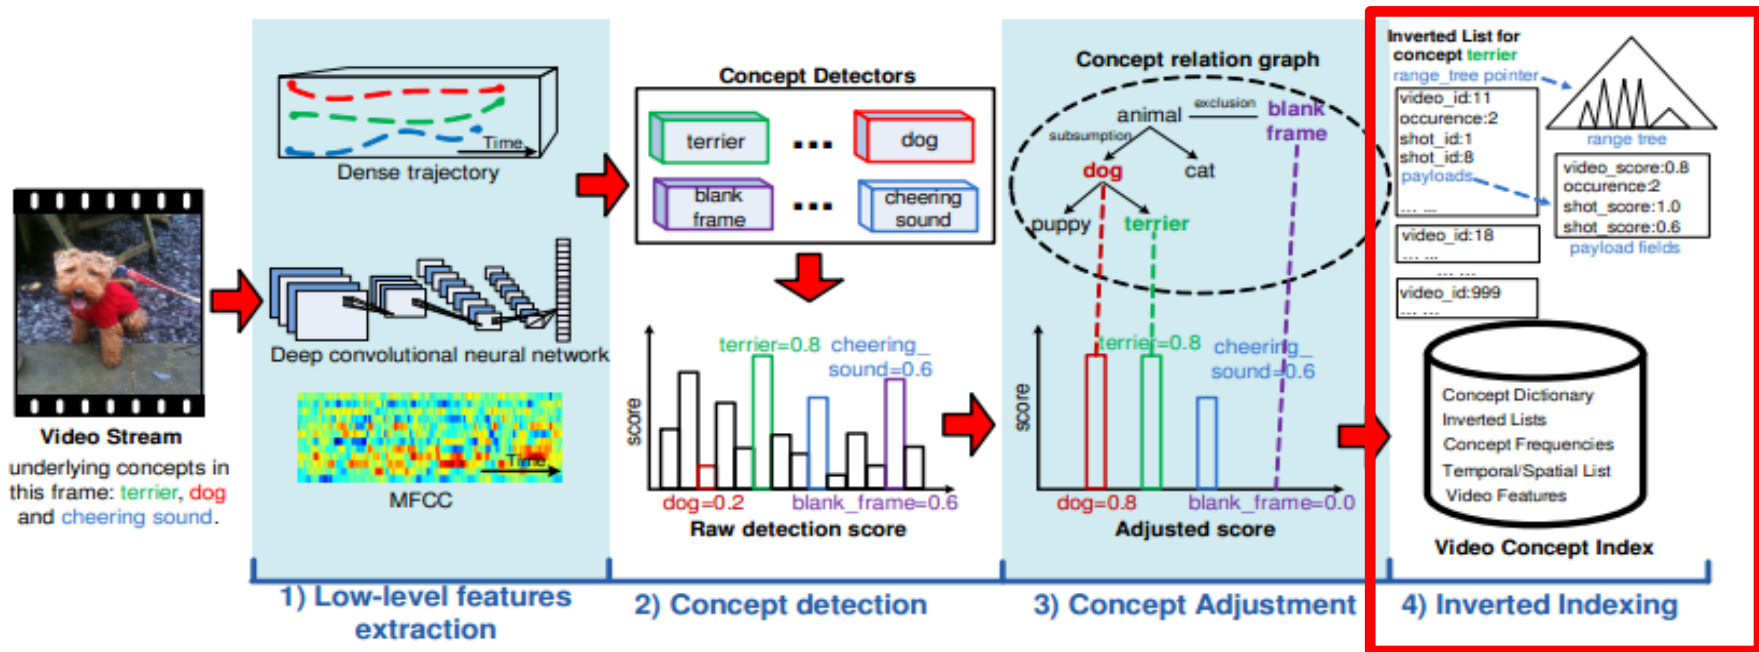 Video Stream
underlying concepts in
this frame: terrier, dog
and cheering sound.
Time
Dense trajectory
Deep convolutional neural network
Time
MFCC
1) Low-level features
extraction
Concept Detectors
terrier
...
dog
blank
frame
...
cheering
sound
score
terrier=0.8
cheering_
sound=0.6
dog=0.2
blank_frame=0.6
Raw detection score
2) Concept detection
Concept relation graph
animal
exclusion
blank
frame
subsumption
dog
cat
puppy
terrier
score
terrier=0.8
cheering_
sound=0.6
dog=0.8
blank_frame=0.0
Adjusted score
3) Concept Adjustment
Inverted List for
concept terrier
range_tree pointer
video_id:11
occurence:2
shot_id:1
shot_id:8
payloads
... ...
video_id:18
... ...
... ...
video_id:999
... ...
range tree
video_score:0.8
occurence:2
shot_score:1.0
shot_score:0.6
payload fields
Concept Dictionary
Inverted Lists
Concept Frequencies
Temporal/Spatial List
Video Features
Video Concept Index
4) Inverted Indexing